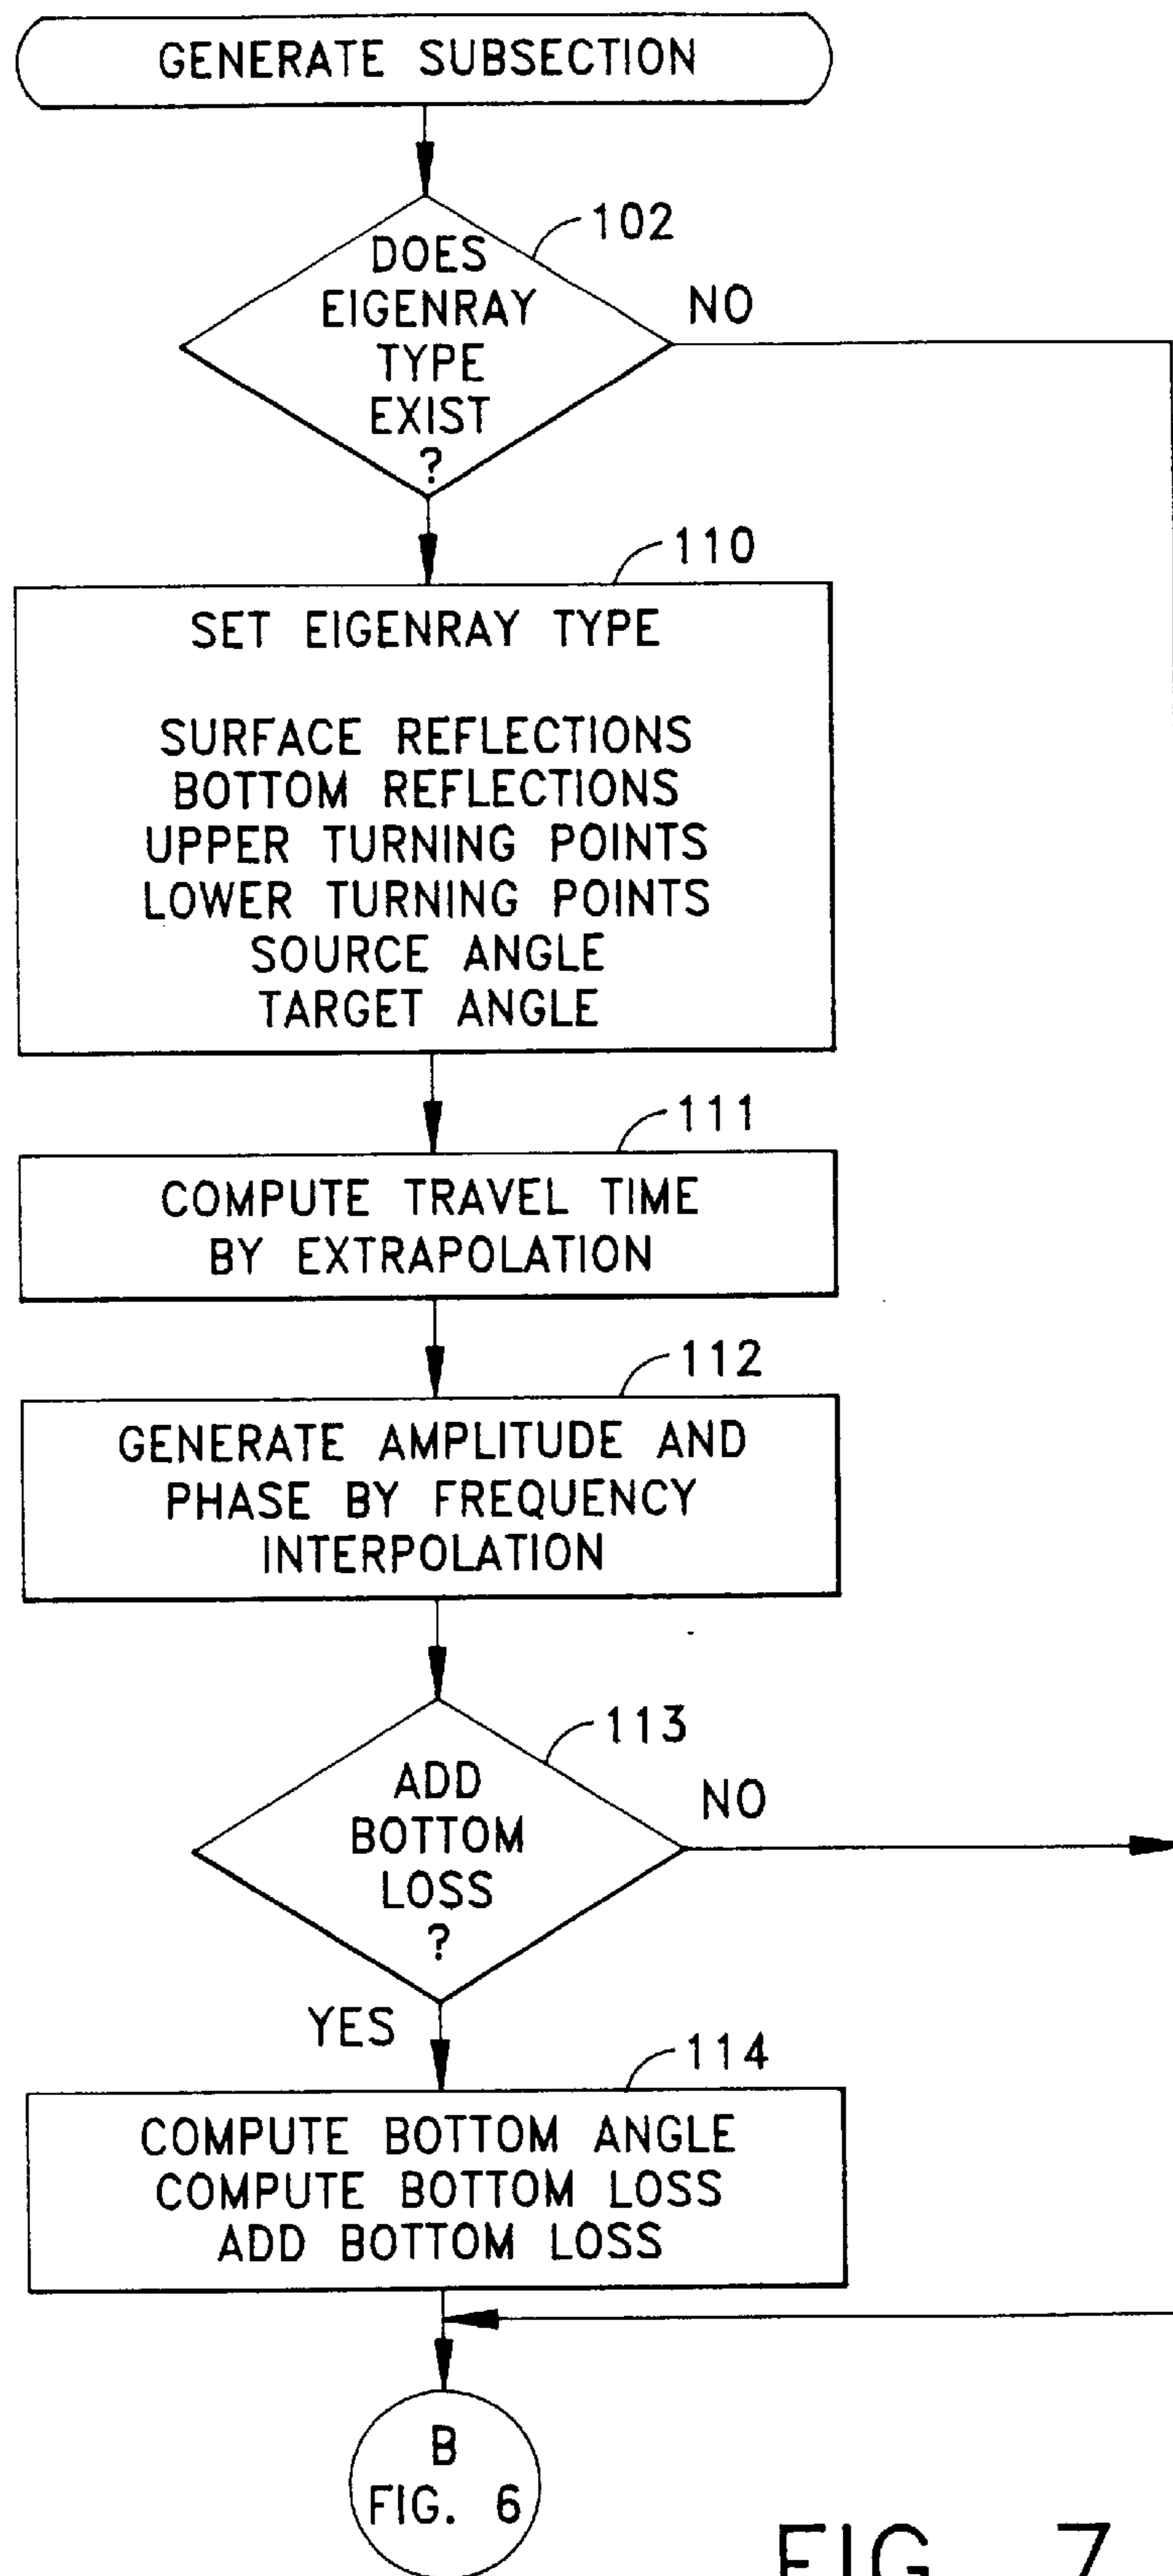 GENERATE SUBSECTION
102
DOES
EIGENRAY
TYPE
EXIST
?
NO
110
SET EIGENRAY TYPE
SURFACE REFLECTIONS
BOTTOM REFLECTIONS
UPPER TURNING POINTS
LOWER TURNING POINTS
SOURCE ANGLE
TARGET ANGLE
111
COMPUTE TRAVEL TIME
BY EXTRAPOLATION
112
GENERATE AMPLITUDE AND
PHASE BY FREQUENCY
INTERPOLATION
113
ADD
BOTTOM
LOSS
?
NO
YES
114
COMPUTE BOTTOM ANGLE
COMPUTE BOTTOM LOSS
ADD BOTTOM LOSS
B
FIG. 6
FIG. 7